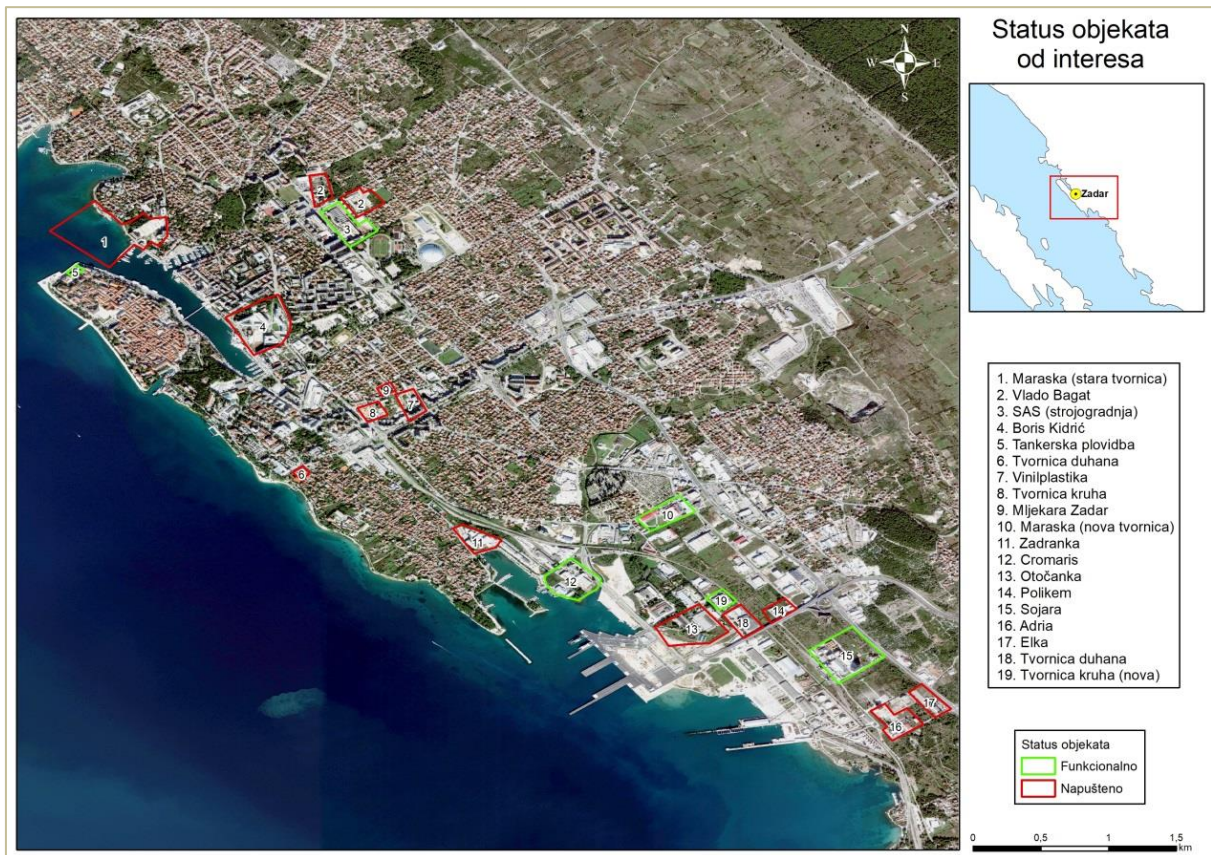 Status objekata
od interesa
N
W E
S
Zadar
1
2
2
3
4
5
6
7
8
9
10
11
12
13
14
15
16
17
18
19
1. Maraska (stara tvornica)
2. Vlado Bagat
3. SAS (strojogradnja)
4. Boris Kidrić
5. Tankerska plovidba
6. Tvornica duhana
7. Vinilplastika
8. Tvornica kruha
9. Mljekara Zadar
10. Maraska (nova tvornica)
11. Zadranka
12. Cromaris
13. Otočanka
14. Polikem
15. Sojara
16. Adria
17. Elka
18. Tvornica duhana
19. Tvornica kruha (nova)
Status objekata
Funkcionalno
Napušteno
0 0,5 1 1,5
km